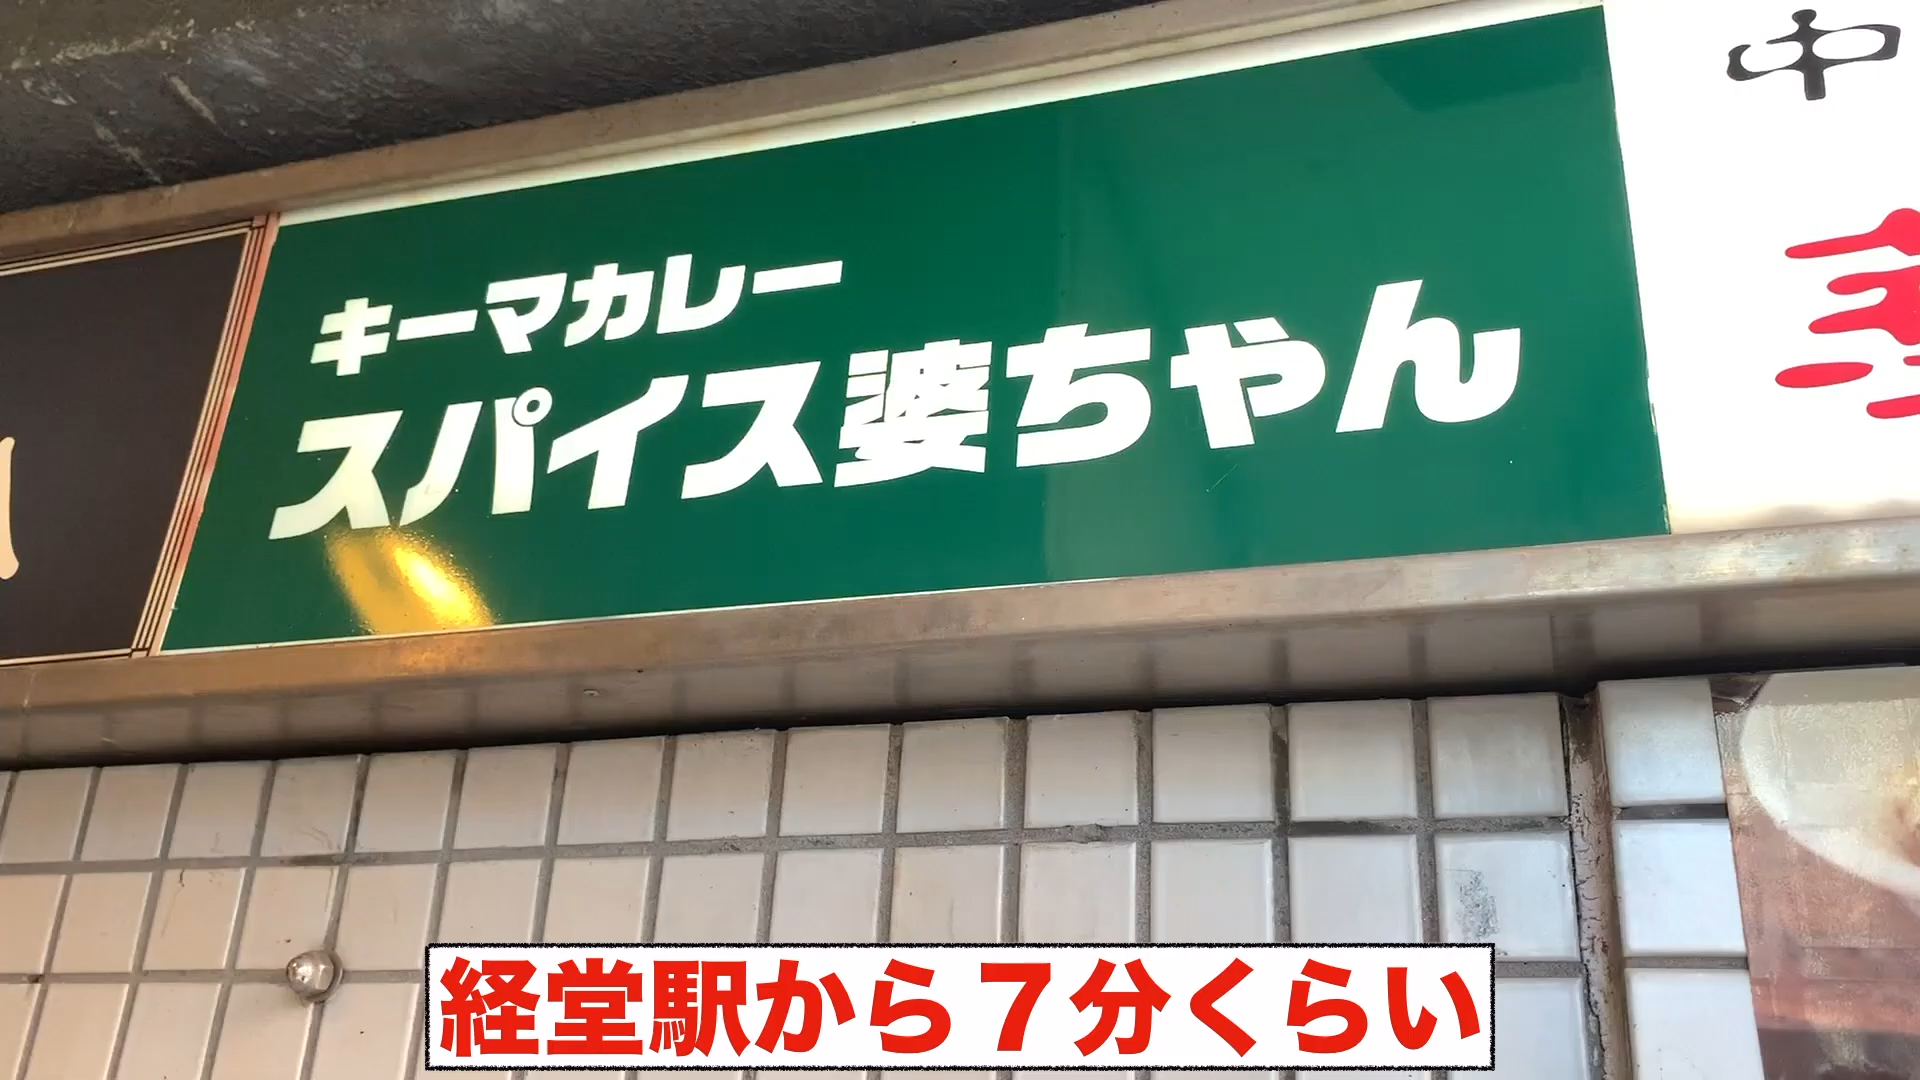 キーマカレー
スパイス婆ちゃん
中
経堂駅から７分くらい